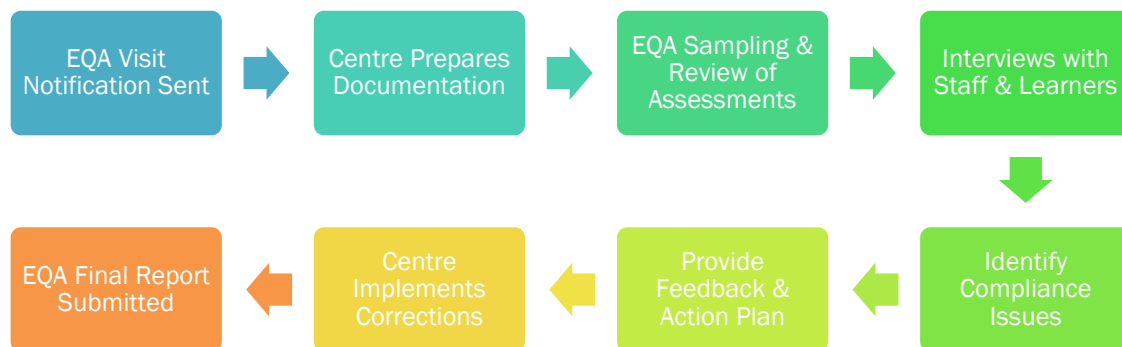 EQA Visit
Notification Sent
Centre Prepares
Documentation
EQA Sampling &
Review of
Assessments
Interviews with
Staff & Learners
Identify
Compliance
Issues
Provide
Feedback &
Action Plan
Centre
Implements
Corrections
EQA Final Report
Submitted